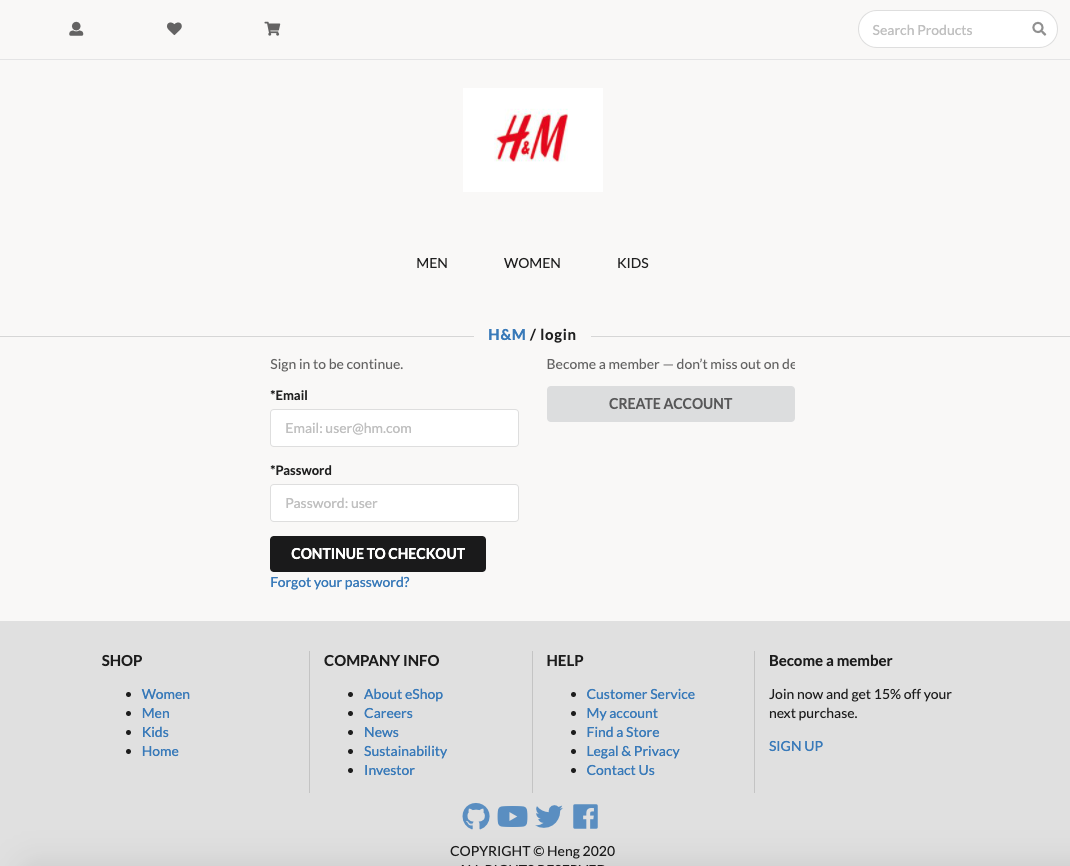 Search Products
H&M
MEN WOMEN KIDS
H&M / login
Sign in to be continue.
*Email
Email: user@hm.com
*Password
Password: user
CONTINUE TO CHECKOUT
Forgot your password?
Become a member — don't miss out on de
CREATE ACCOUNT
SHOP
Women
Men
Kids
Home
COMPANY INFO
About eShop
Careers
News
Sustainability
Investor
HELP
Customer Service
My account
Find a Store
Legal & Privacy
Contact Us
Become a member
Join now and get 15% off your
next purchase.
SIGN UP
COPYRIGHT © Heng 2020
ALL RIGHTS RESERVED